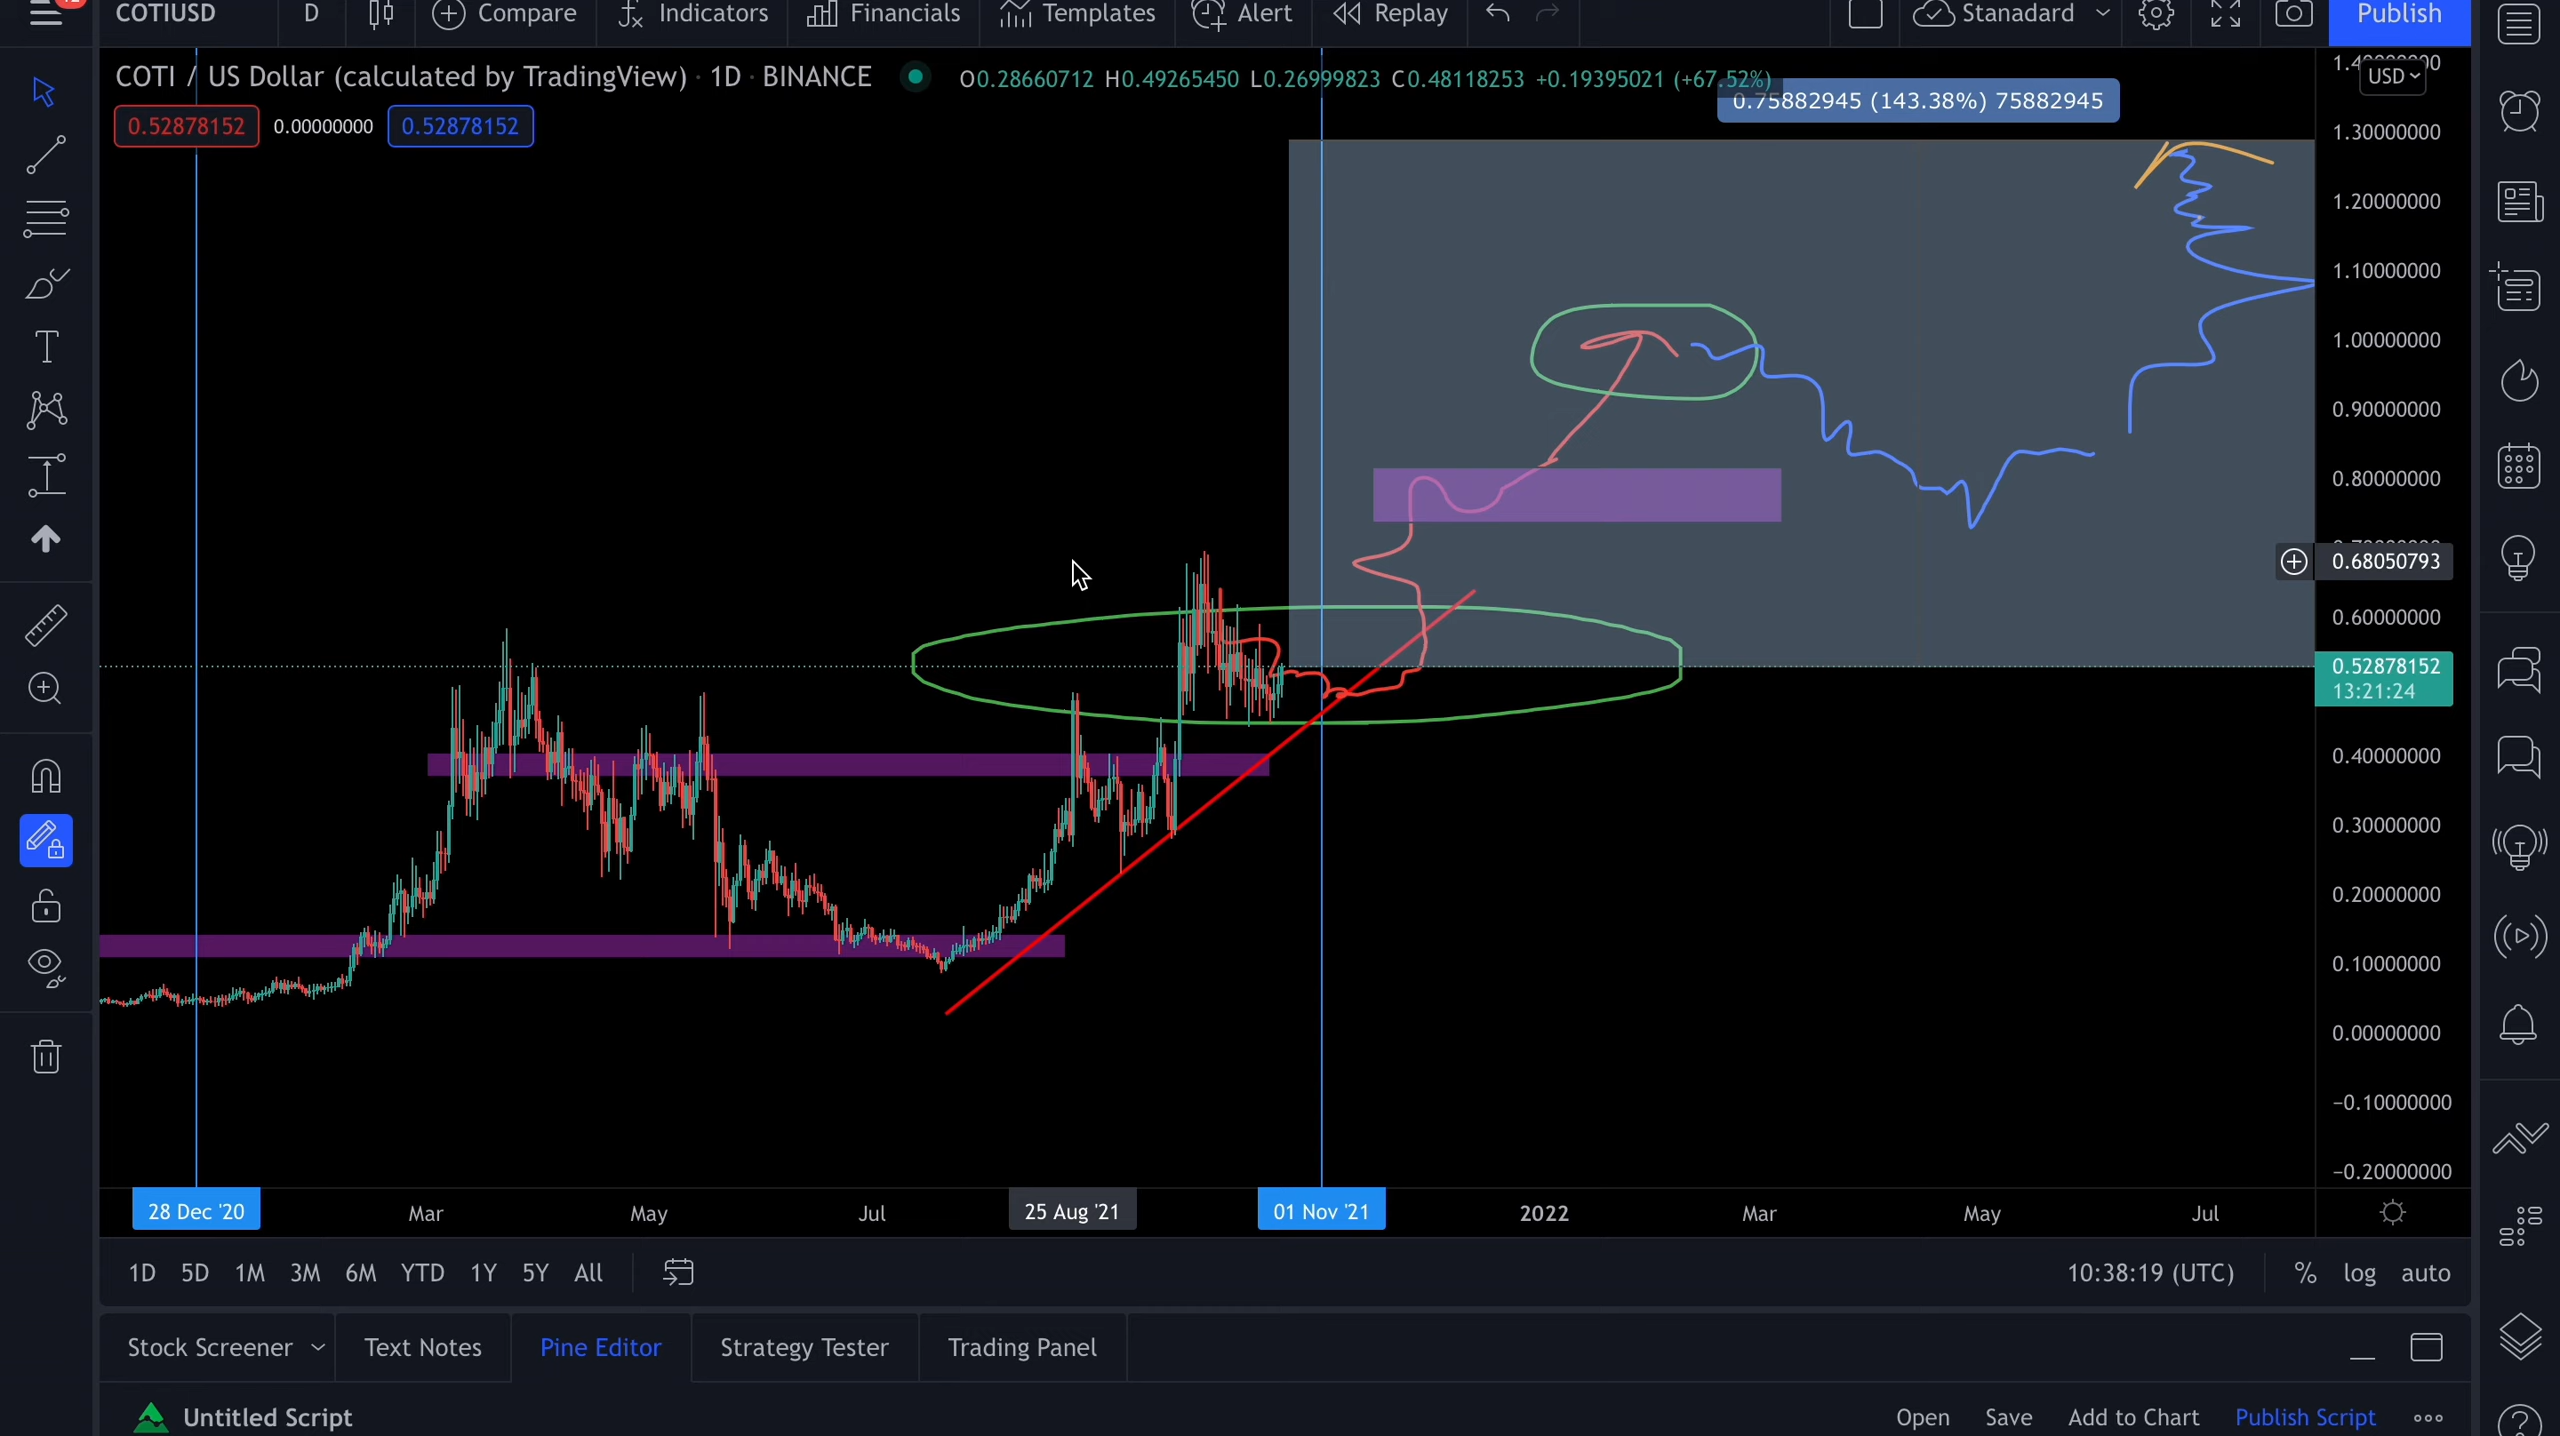 COTIUSD D Compare Indicators Financials Templates Alert Replay Stanadard Publish
COTI / US Dollar (calculated by TradingView) · 1D · BINANCE O0.28660712 H0.49265450 L0.26999823 C0.48118253 +0.19395021 (+67.52%)
USD
0.75882945 (143.38%) 75882945
0.52878152 0.00000000 0.52878152
1.30000000
1.20000000
1.10000000
1.00000000
0.90000000
0.80000000
0.68050793
0.60000000
0.52878152
13:21:24
0.40000000
0.30000000
0.20000000
0.10000000
0.00000000
−0.10000000
−0.20000000
28 Dec '20 Mar May Jul 25 Aug '21 01 Nov '21 2022 Mar May Jul
1D 5D 1M 3M 6M YTD 1Y 5Y All 10:38:19 (UTC) % log auto
Stock Screener Text Notes Pine Editor Strategy Tester Trading Panel
Untitled Script Open Save Add to Chart Publish Script